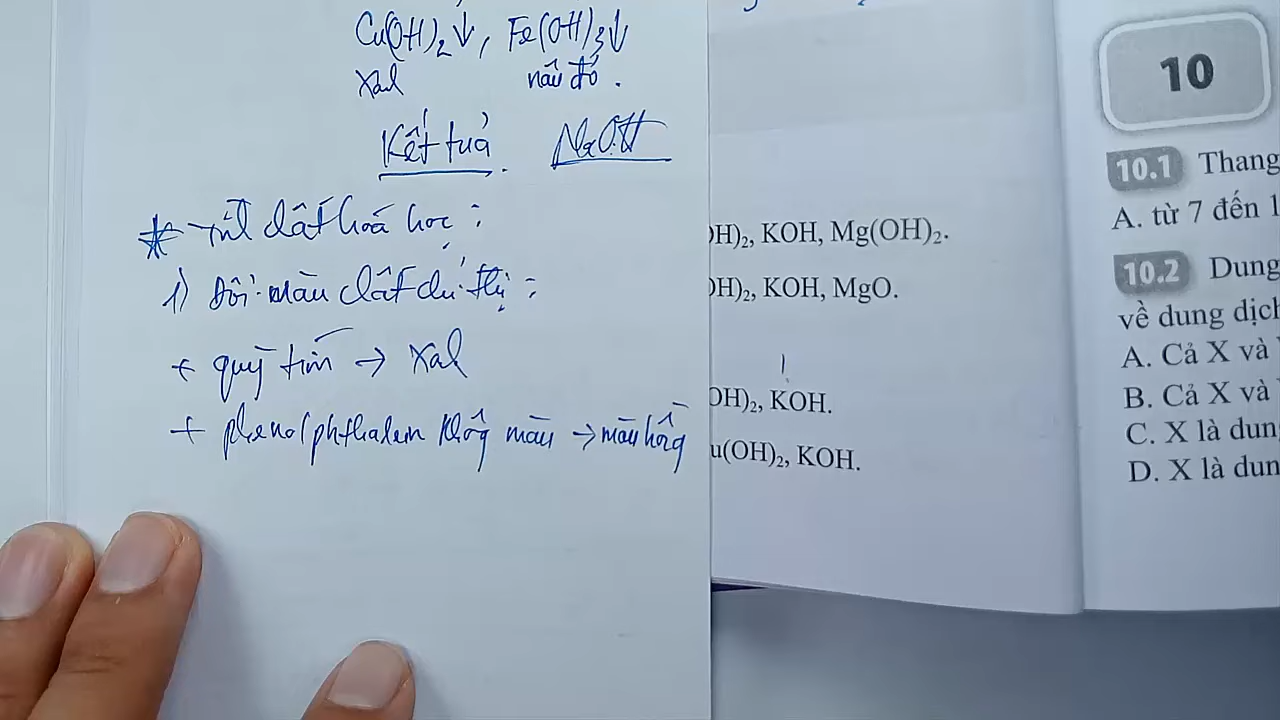 Cu(OH)₂↓, Fe(OH)₃↓
xanh nâu đỏ.
Kết tủa. NaOH
* Tính chất hoá học:
1) Đổi màu chất chỉ thị:
+ quỳ tím → xanh
+ phenolphthalein không màu → màu hồng
OH)₂, KOH, Mg(OH)₂.
OH)₂, KOH, MgO.
OH)₂, KOH.
u(OH)₂, KOH.
10
10.1 Thang
A. từ 7 đến 1
10.2 Dung
về dung dịch
A. Cả X và
B. Cả X và
C. X là dung
D. X là dun